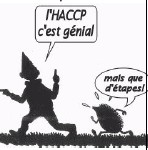 l'HACCP
c'est génial
mais que
d'étapes!